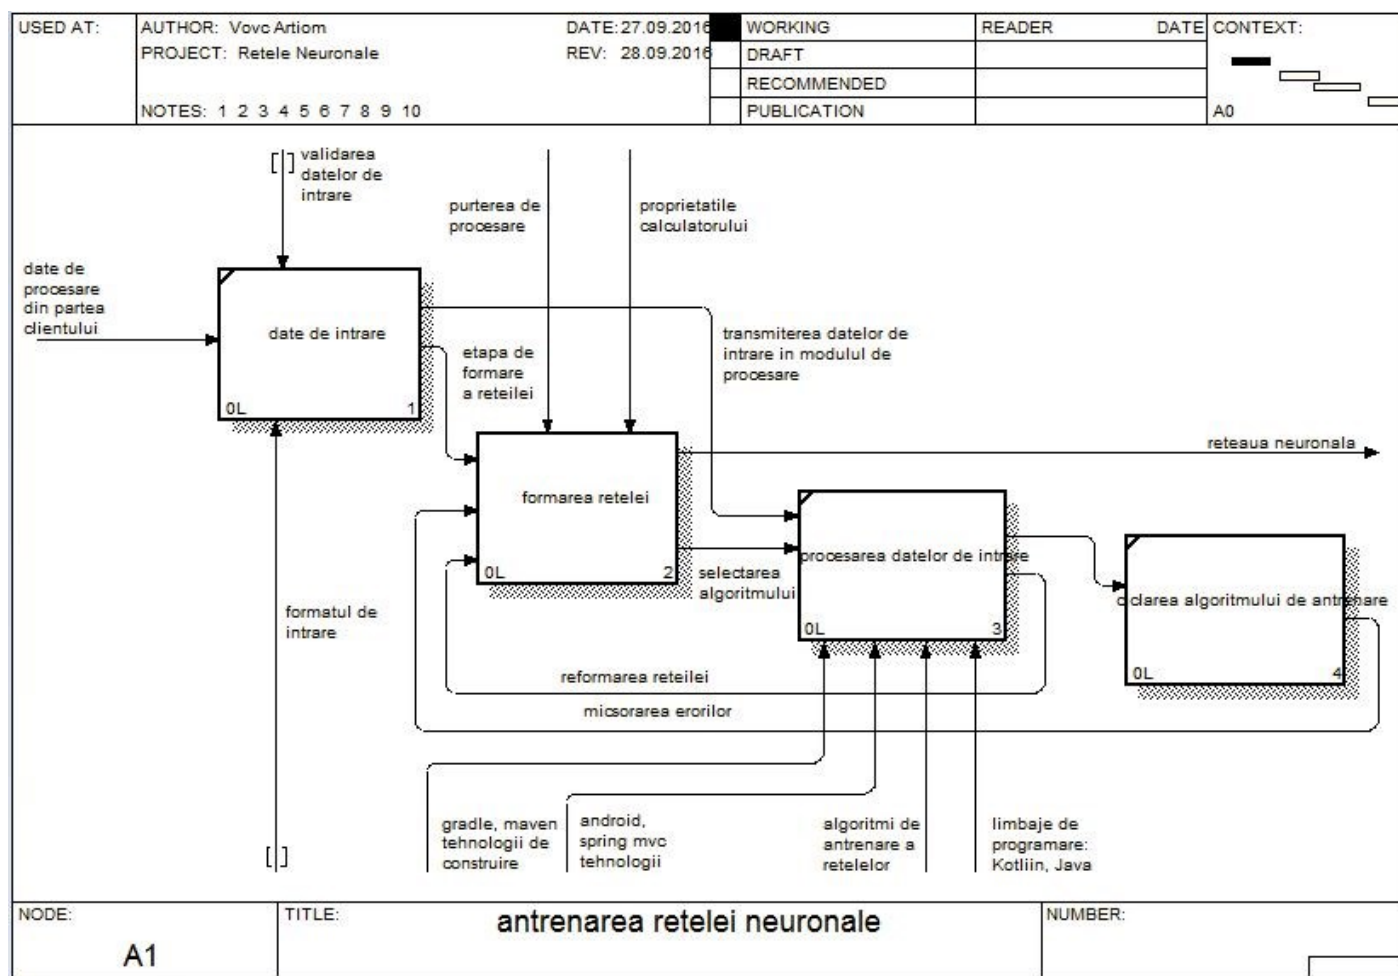 USED AT:
AUTHOR: Vovc Artiom
DATE: 27.09.2016
PROJECT: Retele Neuronale
REV: 28.09.2016
NOTES: 1 2 3 4 5 6 7 8 9 10
WORKING
DRAFT
RECOMMENDED
PUBLICATION
READER
DATE
CONTEXT:
A0
validarea
datelor de
intrare
purterea de
procesare
proprietatile
calculatorului
date de
procesare
din partea
clientului
date de intrare
0L
1
etapa de
formare
a reteilei
transmiterea datelor de
intrare in modulul de
procesare
reteaua neuronala
formarea retelei
0L
2
selectarea
algoritmului
procesarea datelor de intrare
0L
3
ciclarea algoritmului de antrenare
0L
4
formatul de
intrare
reformarea reteilei
micsorarea erorilor
gradle, maven
tehnologii de
construire
android,
spring mvc
tehnologii
algoritmi de
antrenare a
retelelor
limbaje de
programare:
Kotliin, Java
NODE:
A1
TITLE:
antrenarea retelei neuronale
NUMBER: